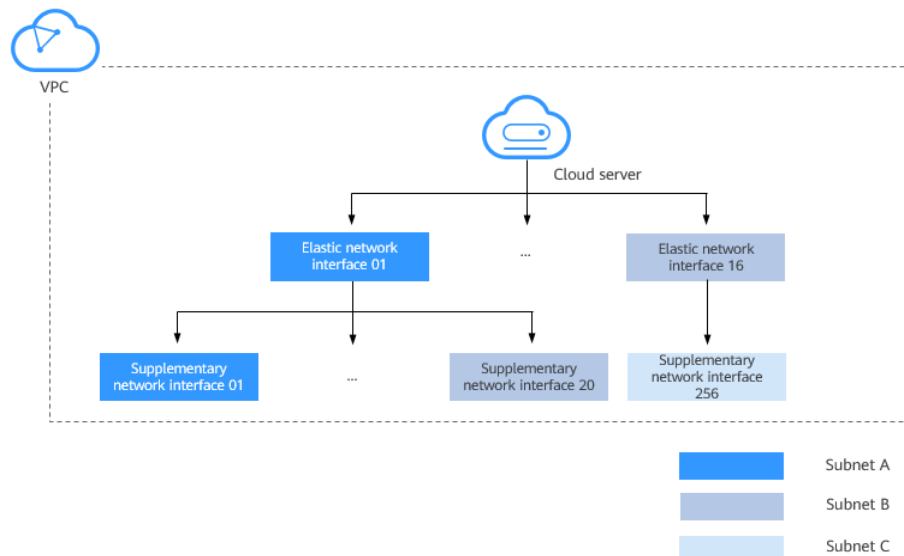 VPC
Cloud server
Elastic network
interface 01
...
Elastic network
interface 16
Supplementary
network interface 01
...
Supplementary
network interface 20
Supplementary
network interface
256
Subnet A
Subnet B
Subnet C